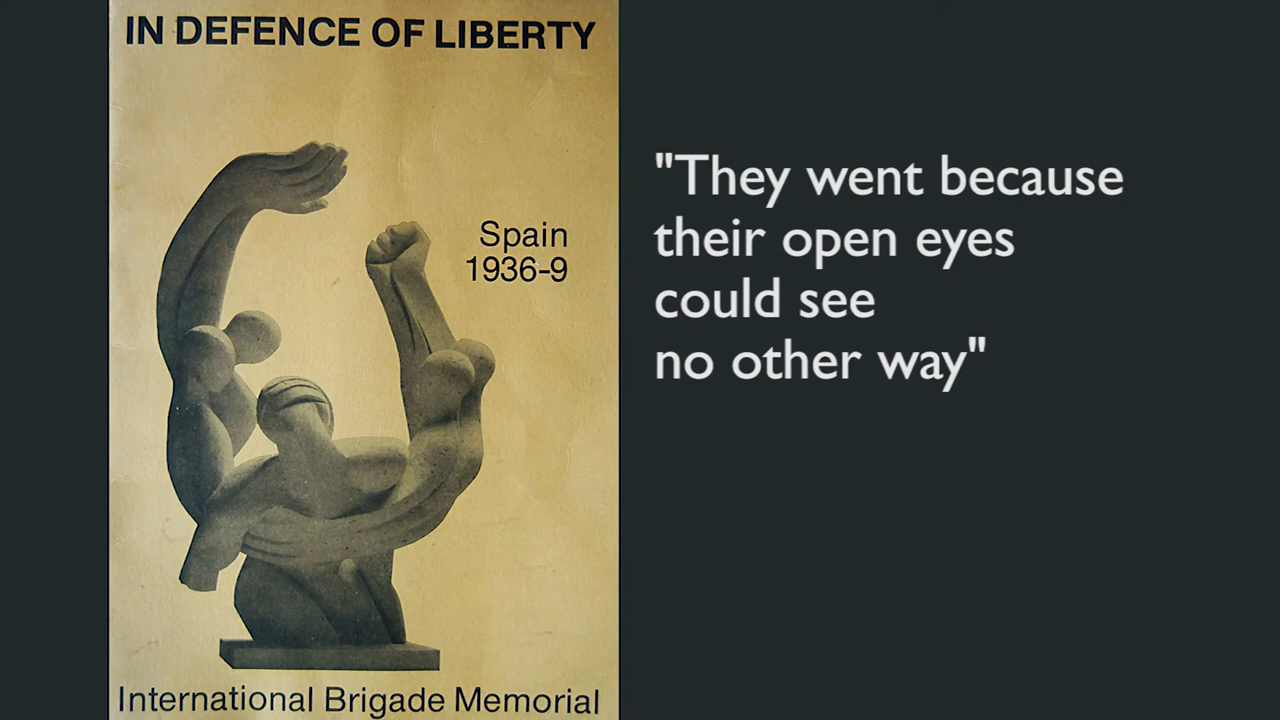 IN DEFENCE OF LIBERTY
Spain
1936-9
International Brigade Memorial
"They went because
their open eyes
could see
no other way"